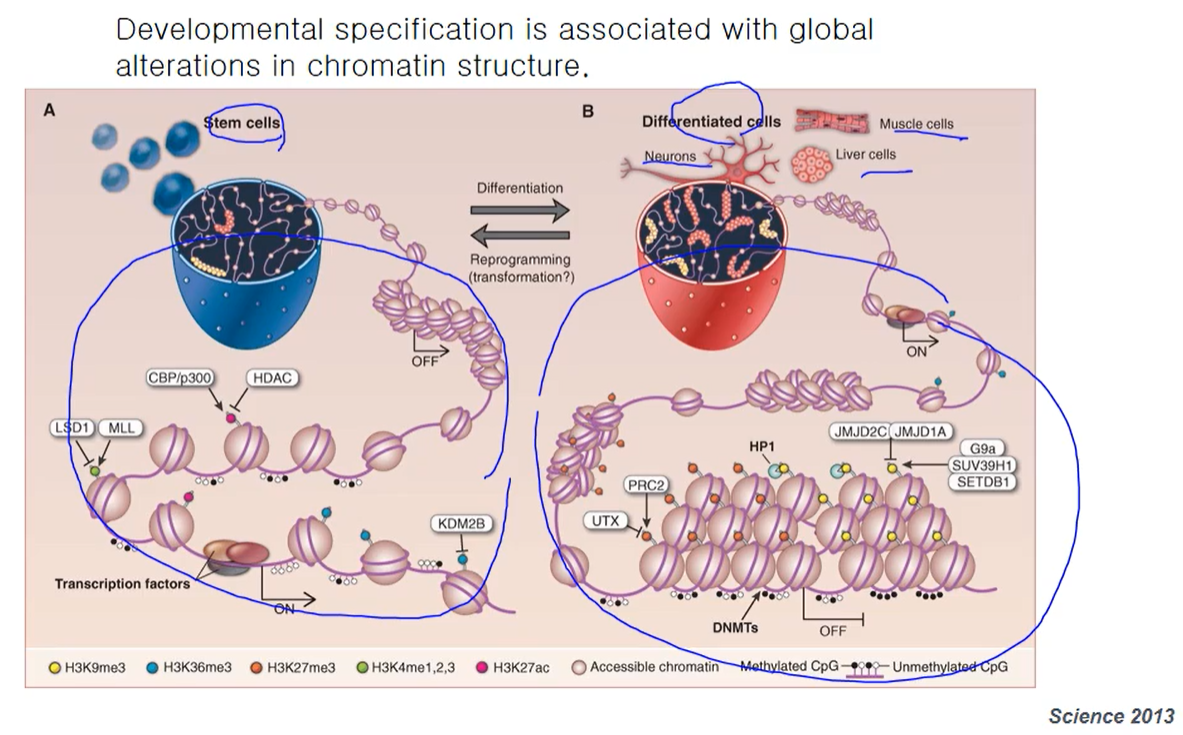 Developmental specification is associated with global
alterations in chromatin structure.
A
Stem cells
B
Differentiated cells
Muscle cells
Neurons
Liver cells
Differentiation
Reprogramming
(transformation?)
OFF
ON
CBP/p300
HDAC
LSD1
MLL
KDM2B
Transcription factors
ON
JMJD2C
JMJD1A
HP1
G9a
SUV39H1
SETDB1
PRC2
UTX
DNMTs
OFF
H3K9me3 H3K36me3 H3K27me3 H3K4me1,2,3 H3K27ac Accessible chromatin Methylated CpG Unmethylated CpG
Science 2013